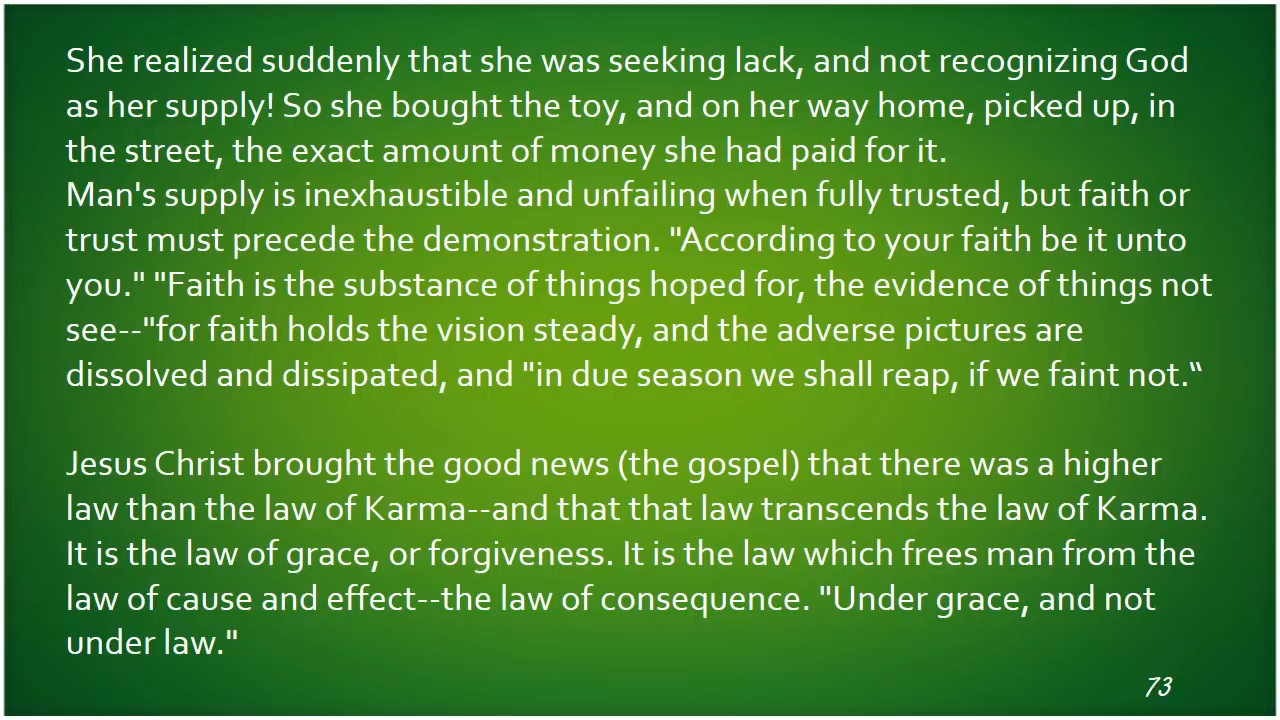 She realized suddenly that she was seeking lack, and not recognizing God
as her supply! So she bought the toy, and on her way home, picked up, in
the street, the exact amount of money she had paid for it.
Man's supply is inexhaustible and unfailing when fully trusted, but faith or
trust must precede the demonstration. "According to your faith be it unto
you." "Faith is the substance of things hoped for, the evidence of things not
see--"for faith holds the vision steady, and the adverse pictures are
dissolved and dissipated, and "in due season we shall reap, if we faint not.“
Jesus Christ brought the good news (the gospel) that there was a higher
law than the law of Karma--and that that law transcends the law of Karma.
It is the law of grace, or forgiveness. It is the law which frees man from the
law of cause and effect--the law of consequence. "Under grace, and not
under law."
73